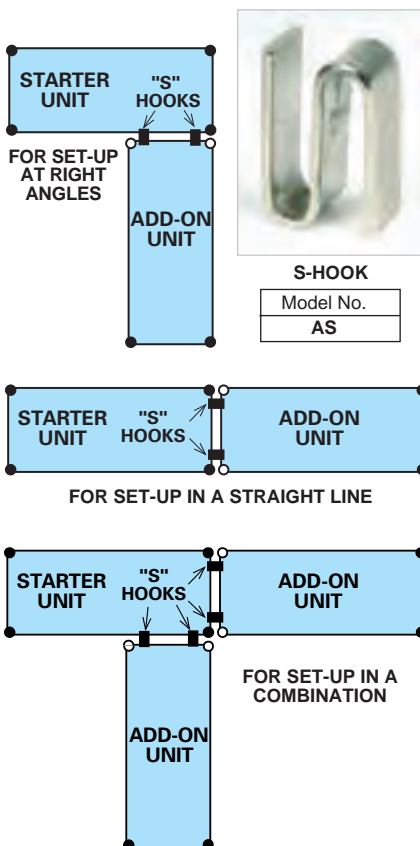 STARTER
UNIT
"S"
HOOKS
FOR SET-UP
AT RIGHT
ANGLES
ADD-ON
UNIT
S-HOOK
Model No.
AS
STARTER
UNIT
"S"
HOOKS
ADD-ON
UNIT
FOR SET-UP IN A STRAIGHT LINE
STARTER
UNIT
"S"
HOOKS
ADD-ON
UNIT
FOR SET-UP IN A
COMBINATION
ADD-ON
UNIT